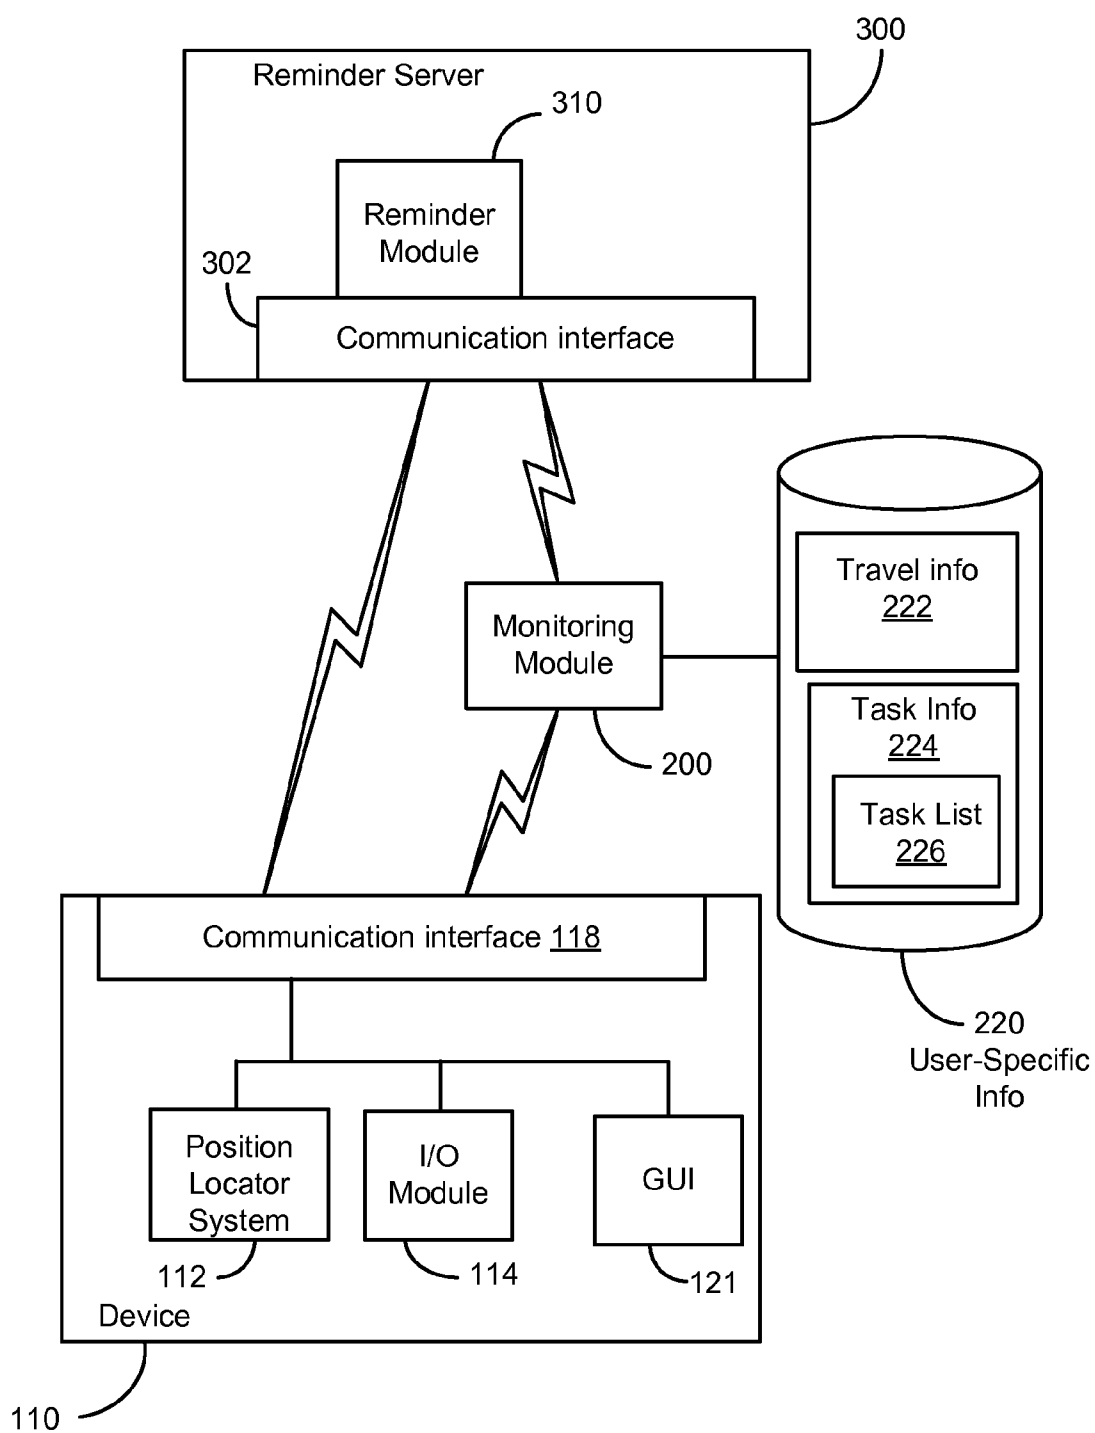 300
Reminder Server
310
Reminder
Module
302
Communication interface
Travel info
222
Monitoring
Module
Task Info
224
200
Task List
226
Communication interface 118
220
User-Specific
Info
Position
Locator
System
I/O
Module
GUI
112
114
121
Device
110